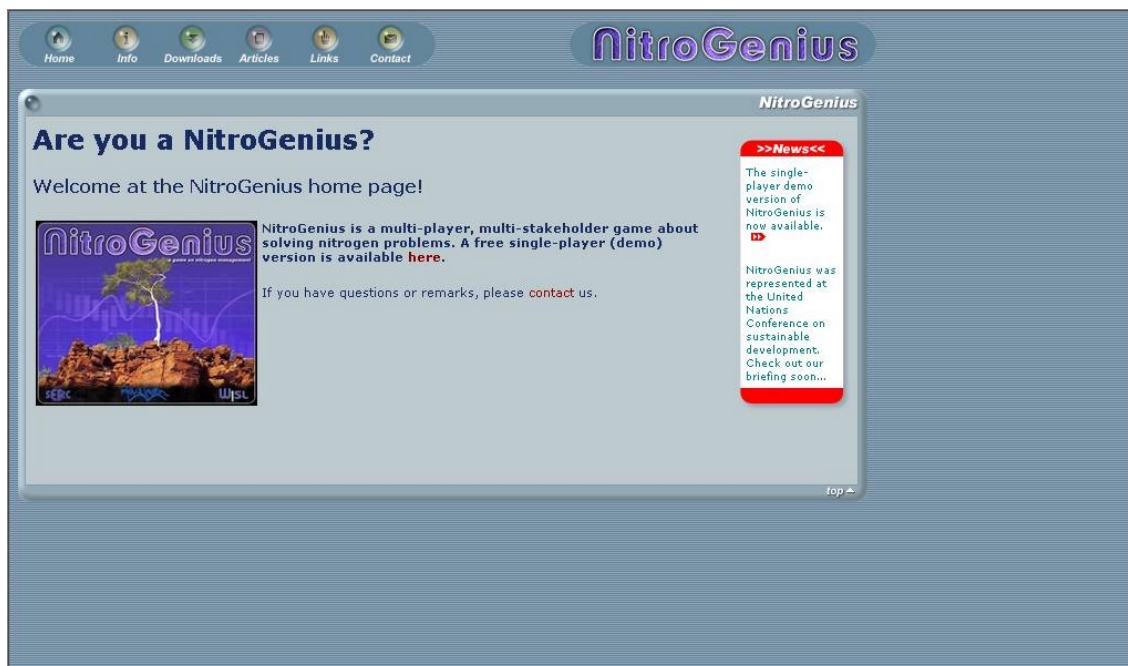 Home Info Downloads Articles Links Contact
NitroGenius
NitroGenius
Are you a NitroGenius?
Welcome at the NitroGenius home page!
NitroGenius
a game on nitrogen management
SERC
WISL
NitroGenius is a multi-player, multi-stakeholder game about
solving nitrogen problems. A free single-player (demo)
version is available here.
If you have questions or remarks, please contact us.
>>News<<
The single-
player demo
version of
NitroGenius is
now available.
NitroGenius was
represented at
the United
Nations
Conference on
sustainable
development.
Check out our
briefing soon...
top